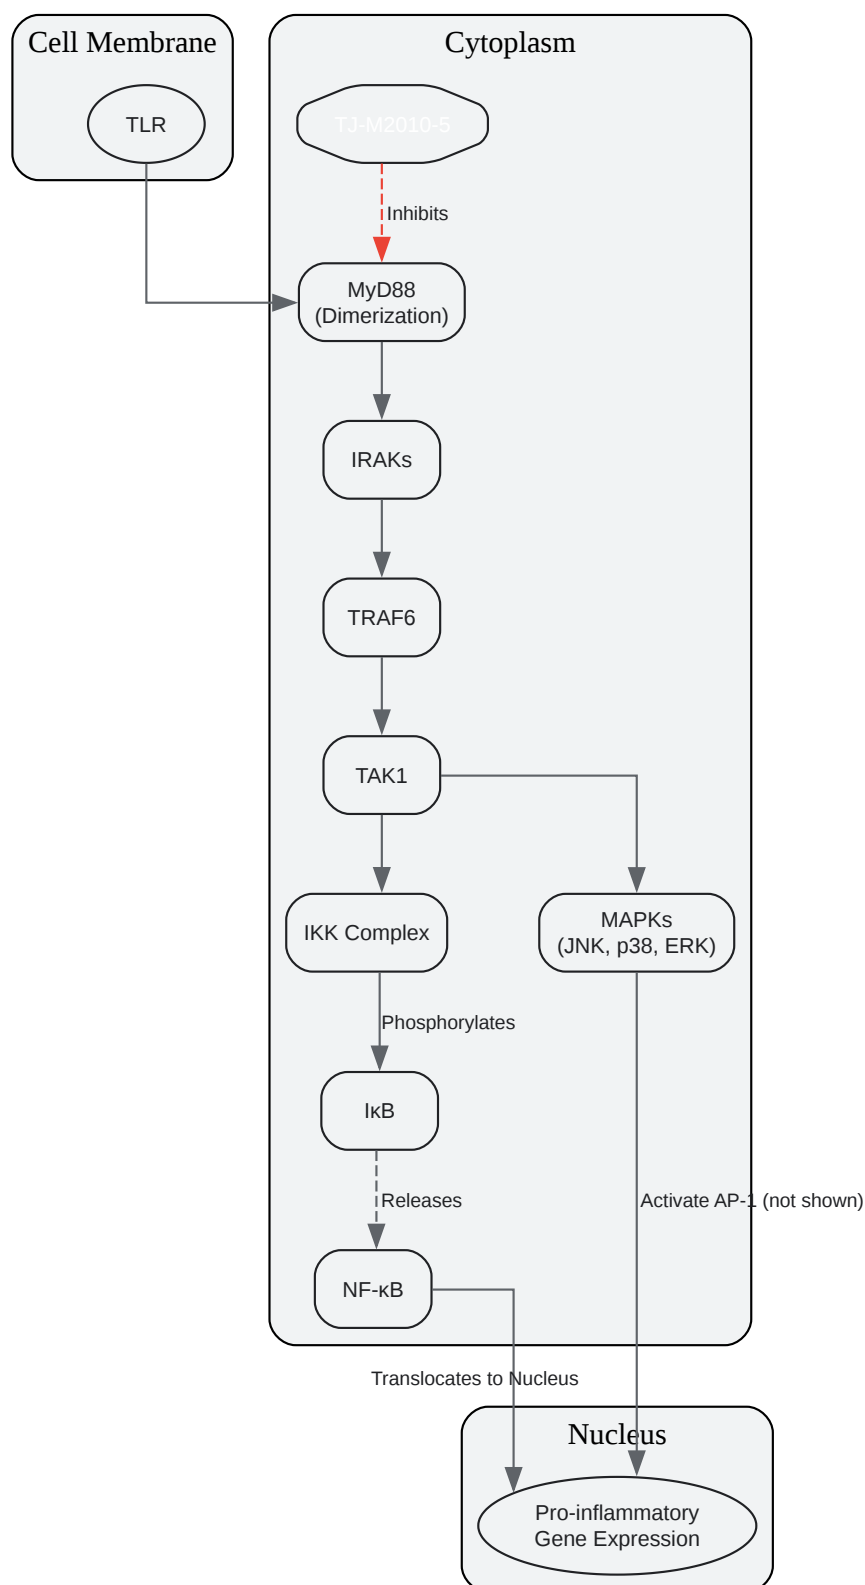 Cell Membrane
Cytoplasm
TLR
TJ-M2010-5
Inhibits
MyD88
(Dimerization)
IRAKs
TRAF6
TAK1
IKK Complex
MAPKs
(JNK, p38, ERK)
Phosphorylates
IκB
Releases
Activate AP-1 (not shown)
NF-κB
Translocates to Nucleus
Nucleus
Pro-inflammatory
Gene Expression